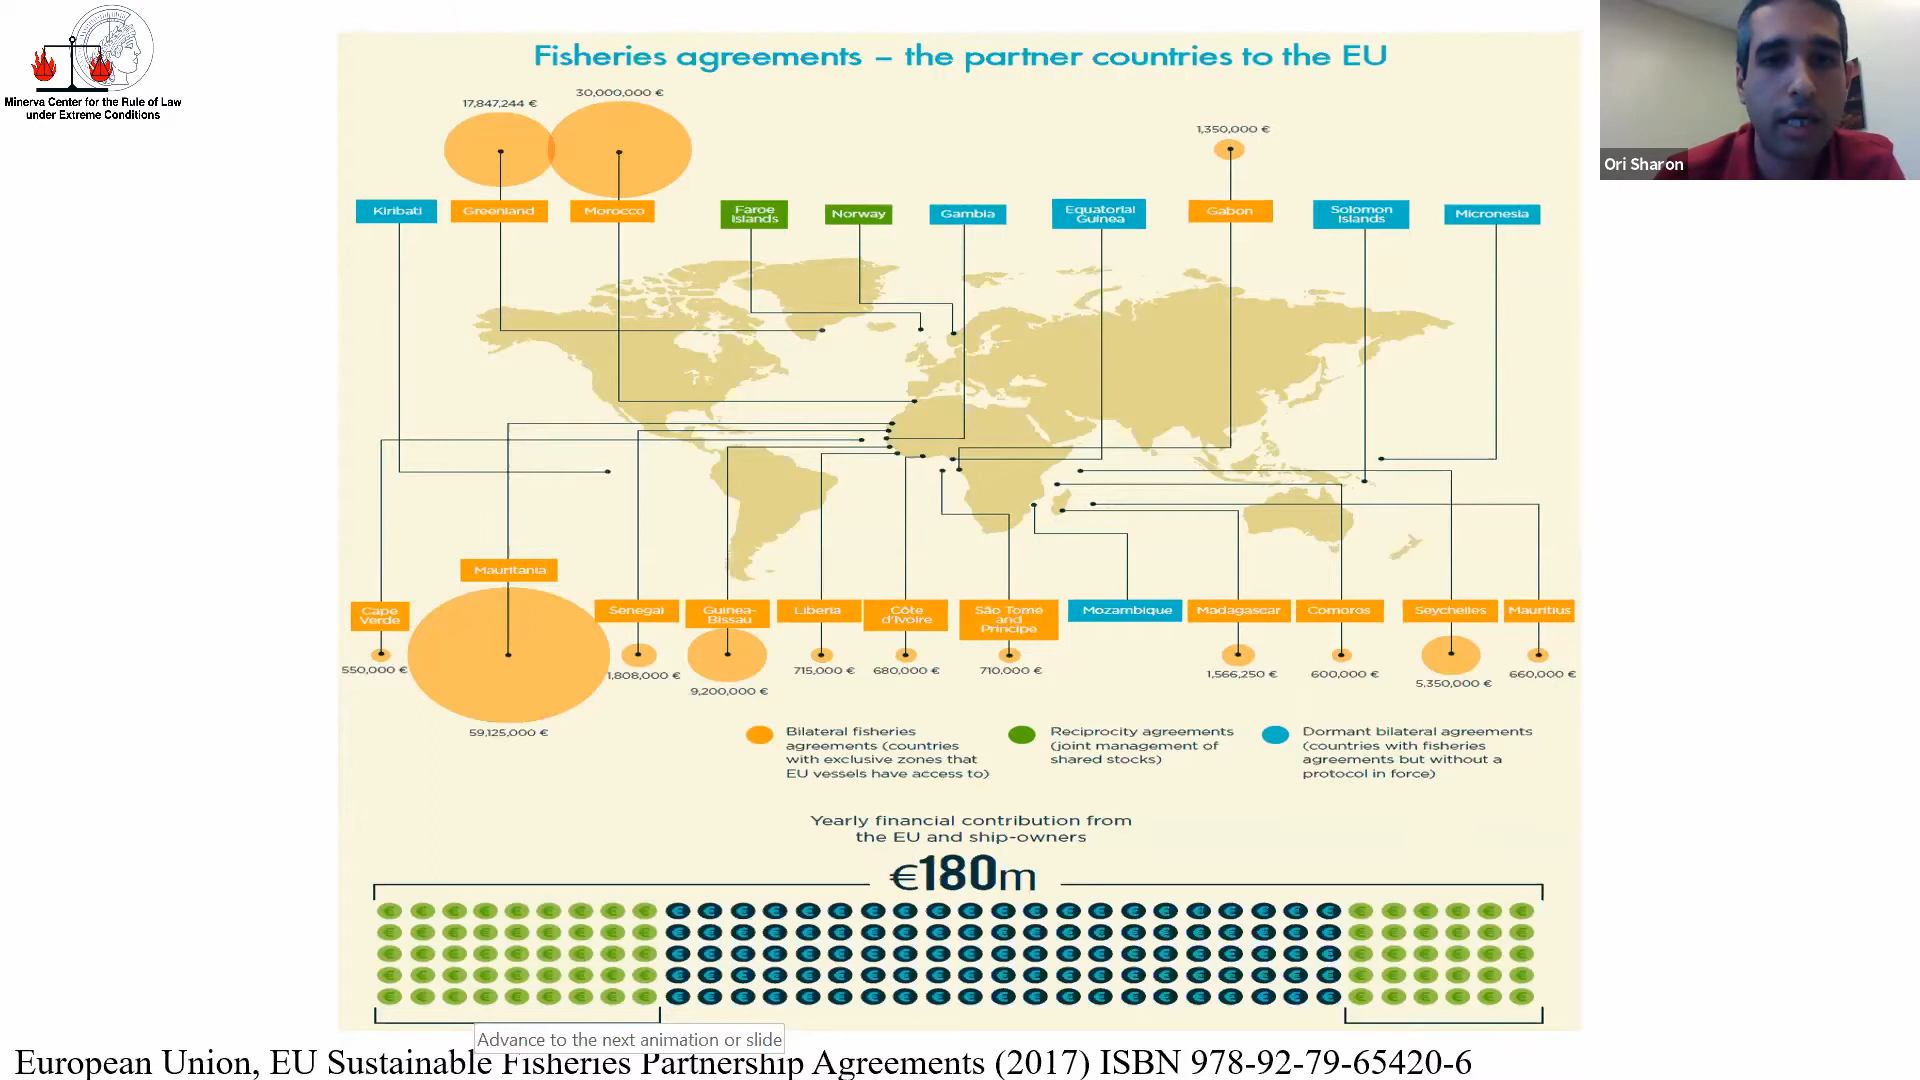 Minerva Center for the Rule of Law
under Extreme Conditions
Fisheries agreements – the partner countries to the EU
Ori Sharon
17,847,244 €
30,000,000 €
1,350,000 €
Kiribati
Greenland
Morocco
Faroe
Islands
Norway
Gambia
Equatorial
Guinea
Gabon
Solomon
Islands
Micronesia
Mauritania
Cape
Verde
Senegal
Guinea-
Bissau
Liberia
Côte
d'Ivoire
São Tomé
and
Principe
Mozambique
Madagascar
Comoros
Seychelles
Mauritius
550,000 €
59,125,000 €
1,808,000 €
9,200,000 €
715,000 €
680,000 €
710,000 €
1,566,250 €
600,000 €
5,350,000 €
660,000 €
Bilateral fisheries
agreements (countries
with exclusive zones that
EU vessels have access to)
Reciprocity agreements
(joint management of
shared stocks)
Dormant bilateral agreements
(countries with fisheries
agreements but without a
protocol in force)
Yearly financial contribution from
the EU and ship-owners
€180m
Advance to the next animation or slide
European Union, EU Sustainable Fisheries Partnership Agreements (2017) ISBN 978-92-79-65420-6